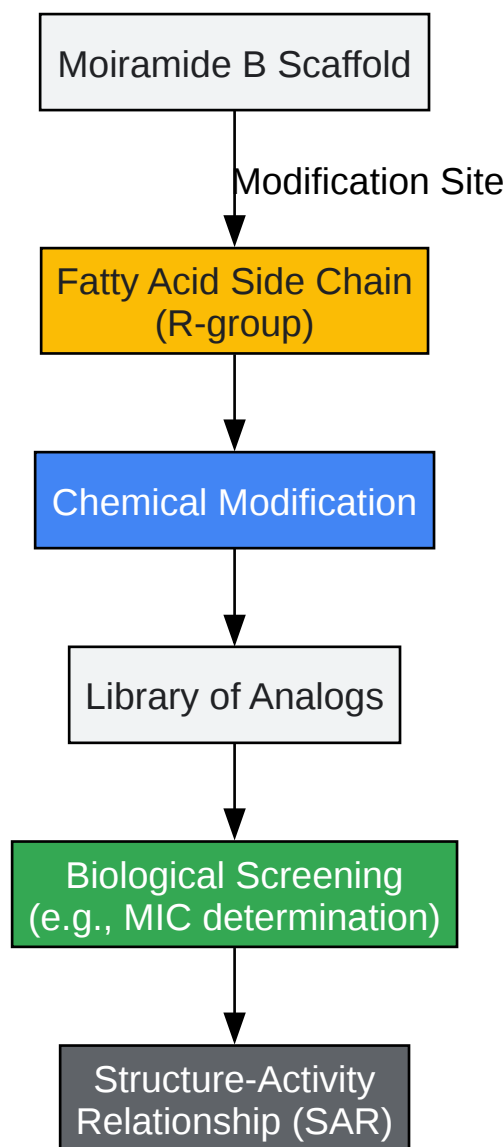 Moiramide B Scaffold
Modification Site
Fatty Acid Side Chain
(R-group)
Chemical Modification
Library of Analogs
Biological Screening
(e.g., MIC determination)
Structure-Activity
Relationship (SAR)